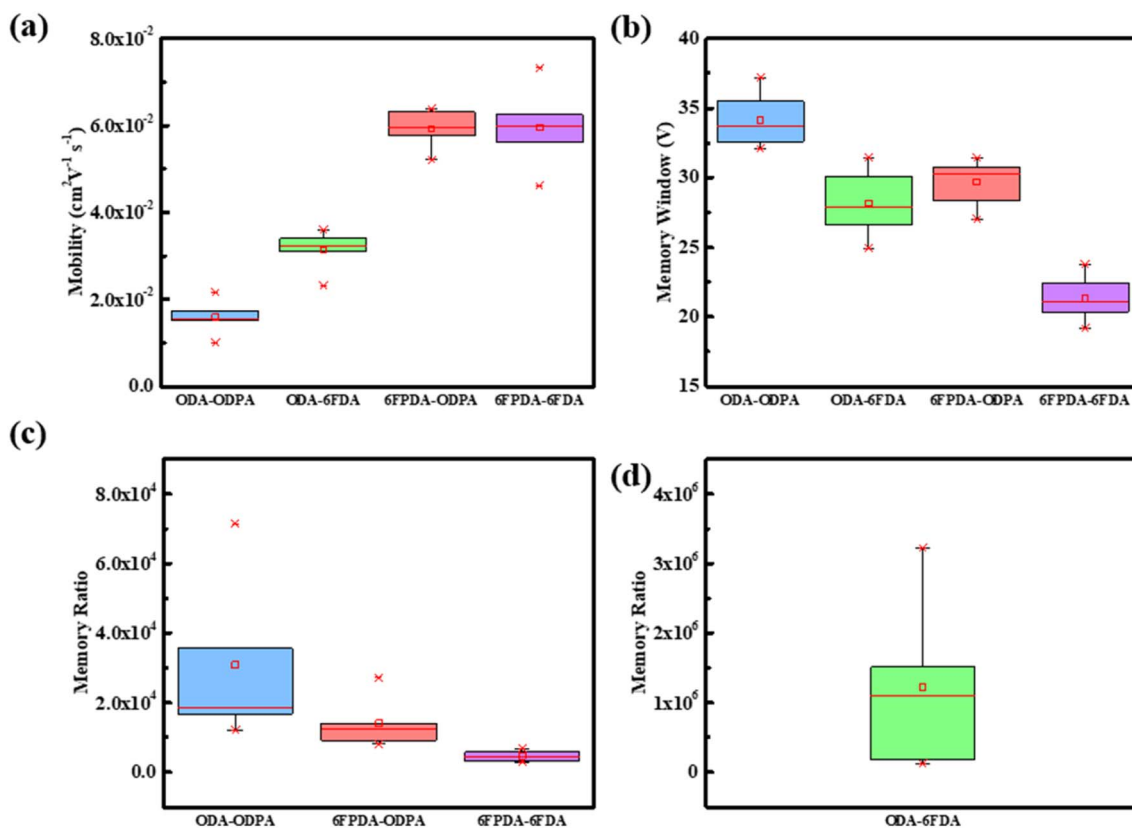 (a)
8.0x10⁻²
6.0x10⁻²
4.0x10⁻²
2.0x10⁻²
0.0
Mobility (cm²V⁻¹ s⁻¹)
ODA-ODPA ODA-6FDA 6FPDA-ODPA 6FPDA-6FDA
(b)
40
35
30
25
20
15
Memory Window (V)
ODA-ODPA ODA-6FDA 6FPDA-ODPA 6FPDA-6FDA
(c)
8.0x10⁴
6.0x10⁴
4.0x10⁴
2.0x10⁴
0.0
Memory Ratio
ODA-ODPA 6FPDA-ODPA 6FPDA-6FDA
(d)
4x10⁶
3x10⁶
2x10⁶
1x10⁶
0
Memory Ratio
ODA-6FDA